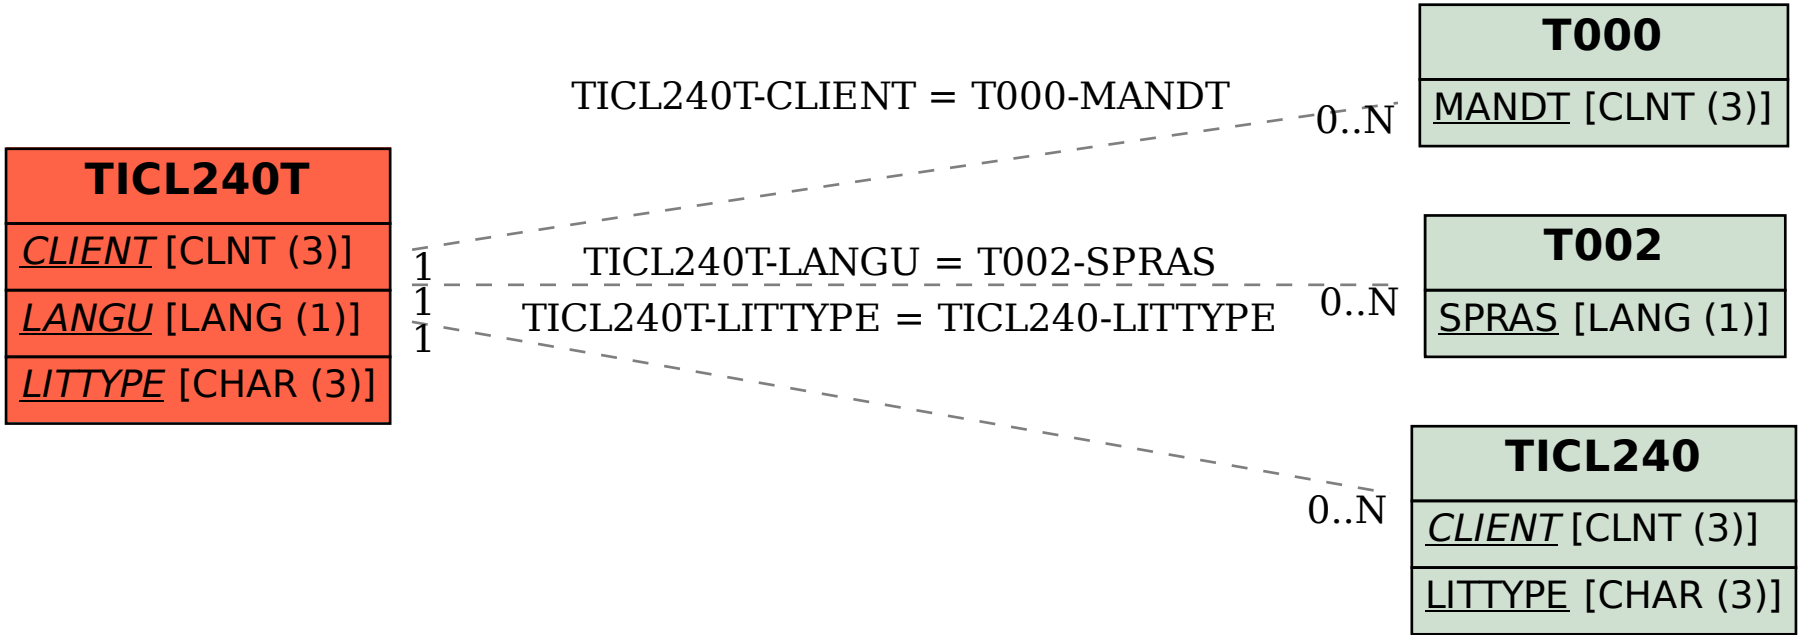 TICL240T
CLIENT [CLNT (3)]
LANGU [LANG (1)]
LITTYPE [CHAR (3)]
TICL240T-CLIENT = T000-MANDT
1
0..N
TICL240T-LANGU = T002-SPRAS
1
0..N
TICL240T-LITTYPE = TICL240-LITTYPE
1
0..N
T000
MANDT [CLNT (3)]
T002
SPRAS [LANG (1)]
TICL240
CLIENT [CLNT (3)]
LITTYPE [CHAR (3)]